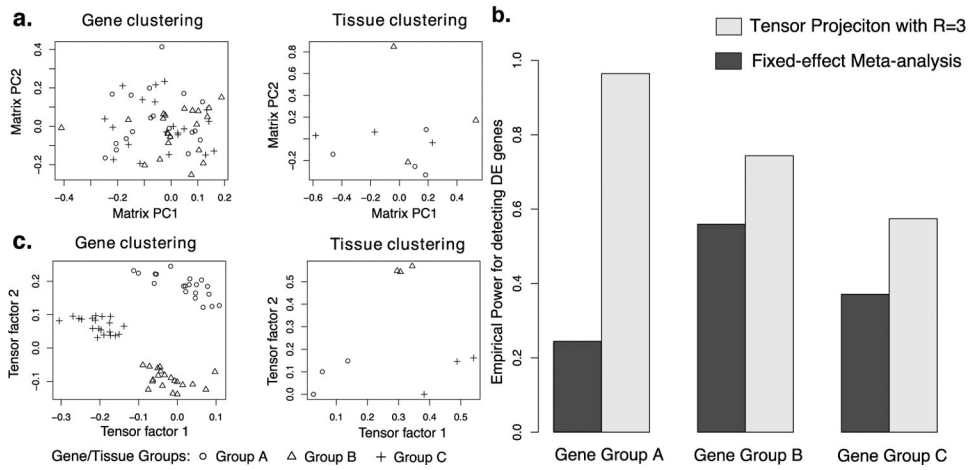 a.
Gene clustering
Matrix PC2
0.4
0.2
0.0
−0.2
−0.4
−0.2
0.0
0.1
0.2
Matrix PC1
Tissue clustering
Matrix PC2
0.8
0.4
0.2
−0.2
−0.6
−0.4
−0.2
0.0
0.2
0.4
Matrix PC1
b.
Tensor Projeciton with R=3
Fixed-effect Meta-analysis
Empirical Power for detecting DE genes
1.0
0.8
0.6
0.4
0.2
0.0
Gene Group A
Gene Group B
Gene Group C
c.
Gene clustering
Tensor factor 2
0.2
0.1
0.0
−0.1
−0.3
−0.2
−0.1
0.0
0.1
Tensor factor 1
Tissue clustering
Tensor factor 2
0.5
0.4
0.3
0.2
0.1
0.0
0.1
0.2
0.3
0.4
0.5
Tensor factor 1
Gene/Tissue Groups: Group A Group B Group C